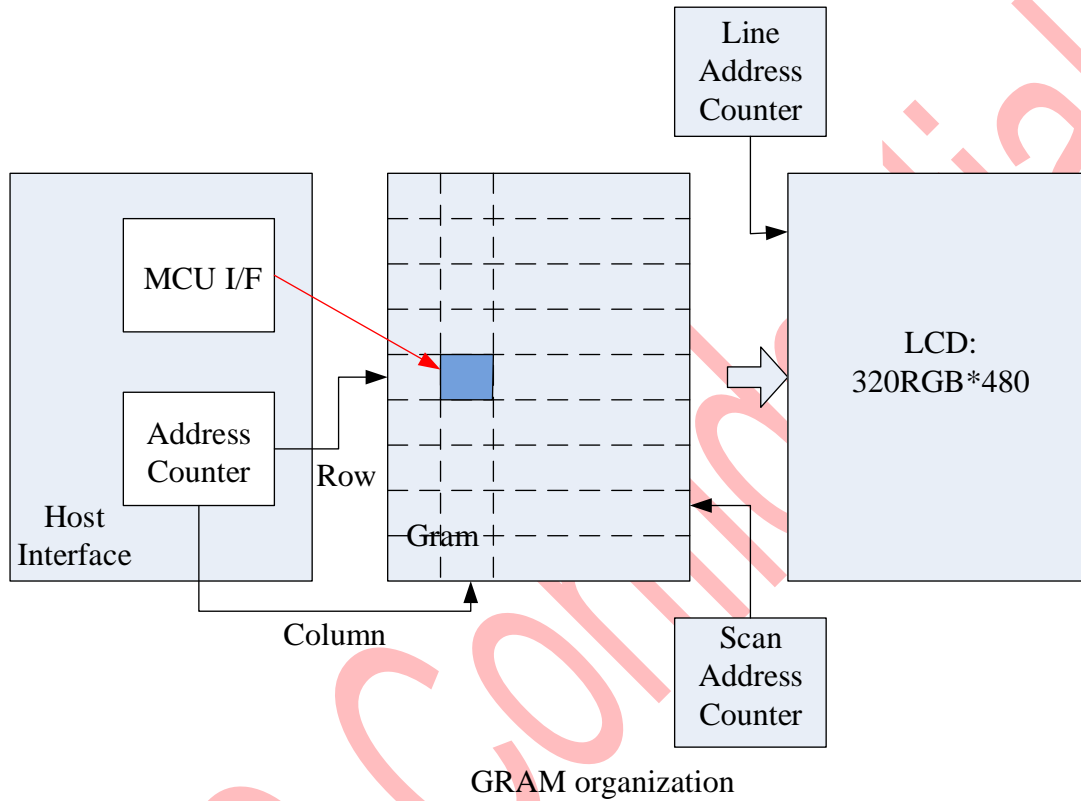 Line
Address
Counter
MCU I/F
Address
Counter
Host
Interface
Row
Column
Gram
LCD:
320RGB*480
Scan
Address
Counter
GRAM organization